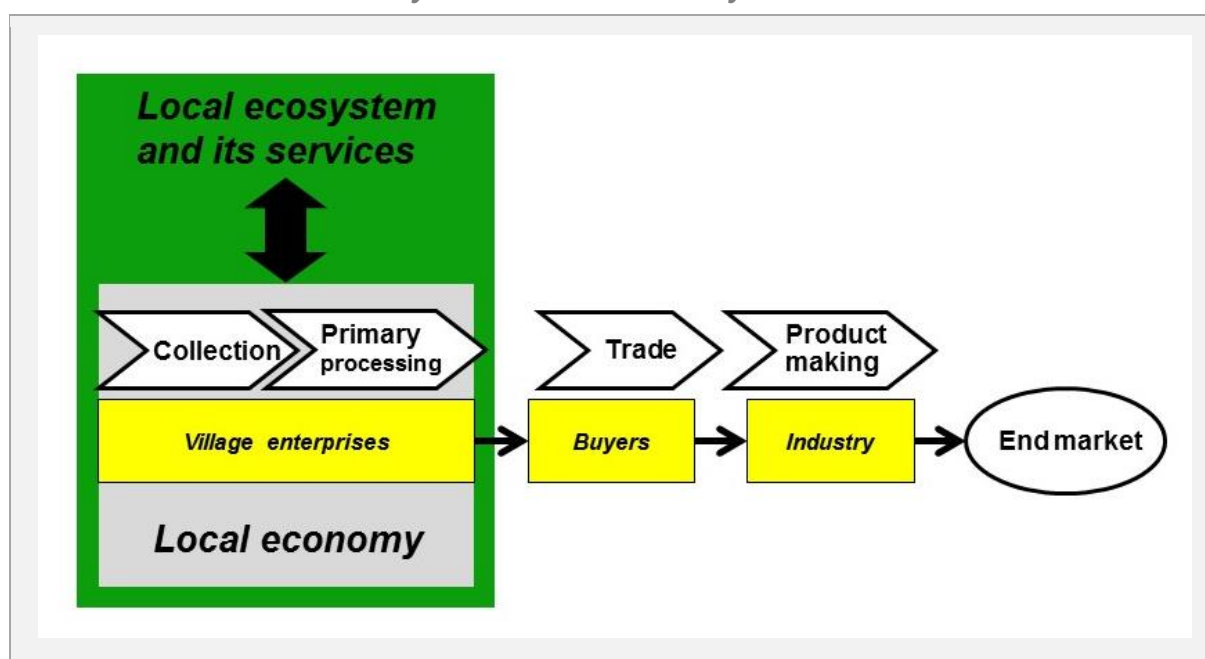 Local ecosystem
and its services
Collection
Primary
processing
Trade
Product
making
Village enterprises
Buyers
Industry
End market
Local economy